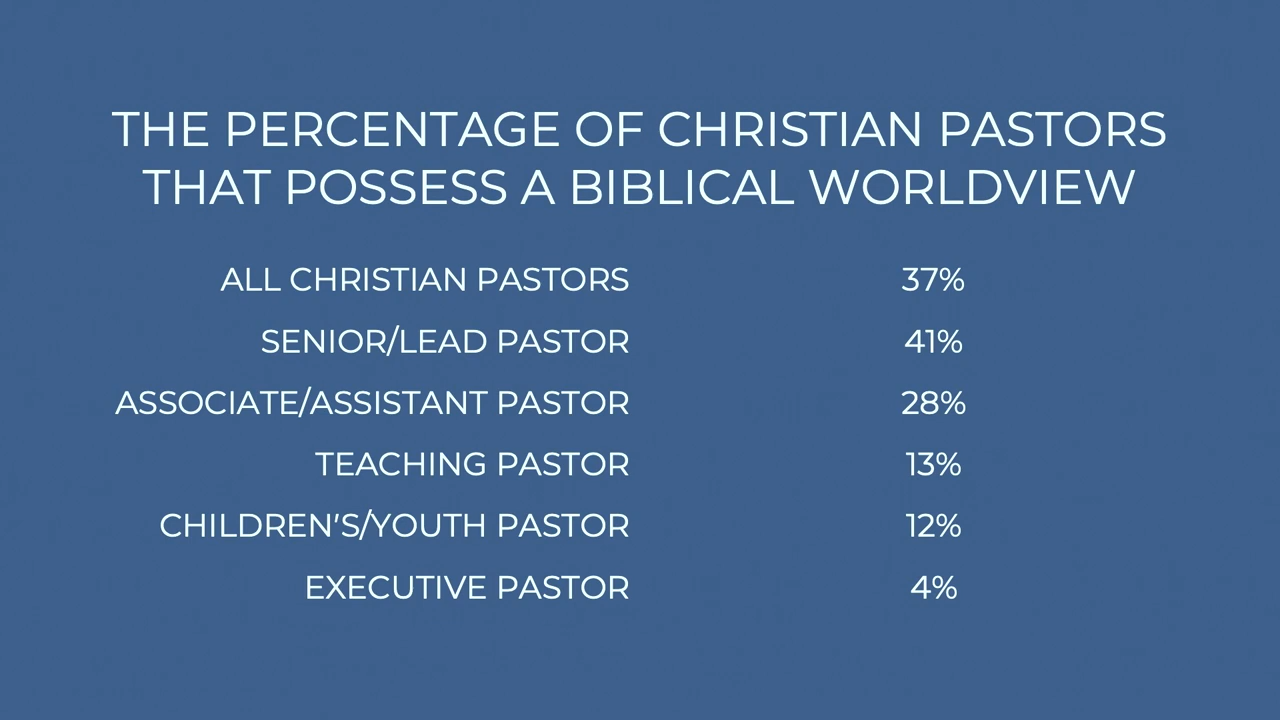 THE PERCENTAGE OF CHRISTIAN PASTORS
THAT POSSESS A BIBLICAL WORLDVIEW
ALL CHRISTIAN PASTORS 37%
SENIOR/LEAD PASTOR 41%
ASSOCIATE/ASSISTANT PASTOR 28%
TEACHING PASTOR 13%
CHILDREN'S/YOUTH PASTOR 12%
EXECUTIVE PASTOR 4%